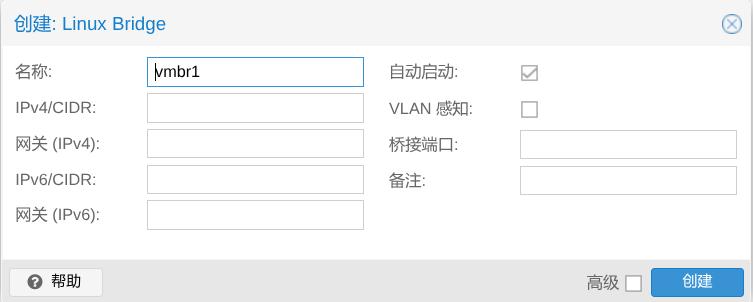 创建: Linux Bridge
名称: vmbr1 自动启动:
IPv4/CIDR: VLAN 感知:
网关 (IPv4): 桥接端口:
IPv6/CIDR: 备注:
网关 (IPv6):
帮助 高级 创建